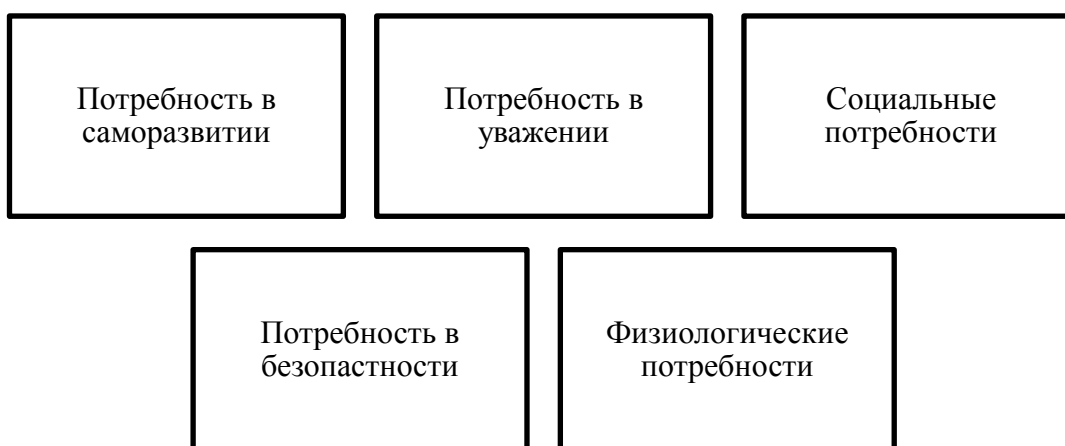 Потребность в
саморазвитии
Потребность в
уважении
Социальные
потребности
Потребность в
безопастности
Физиологические
потребности